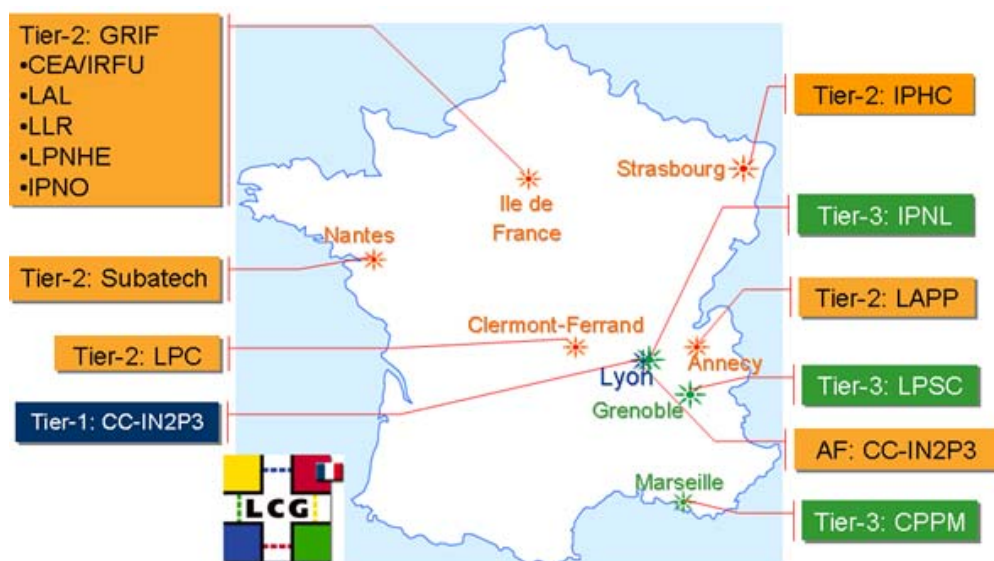 Tier-2: GRIF
•CEA/IRFU
•LAL
•LLR
•LPNHE
•IPNO
Tier-2: IPHC
Strasbourg
Ile de
France
Tier-3: IPNL
Nantes
Tier-2: Subatech
Tier-2: LAPP
Clermont-Ferrand
Tier-2: LPC
Annecy
Lyon
Tier-3: LPSC
Grenoble
Tier-1: CC-IN2P3
AF: CC-IN2P3
Marseille
LCG
Tier-3: CPPM